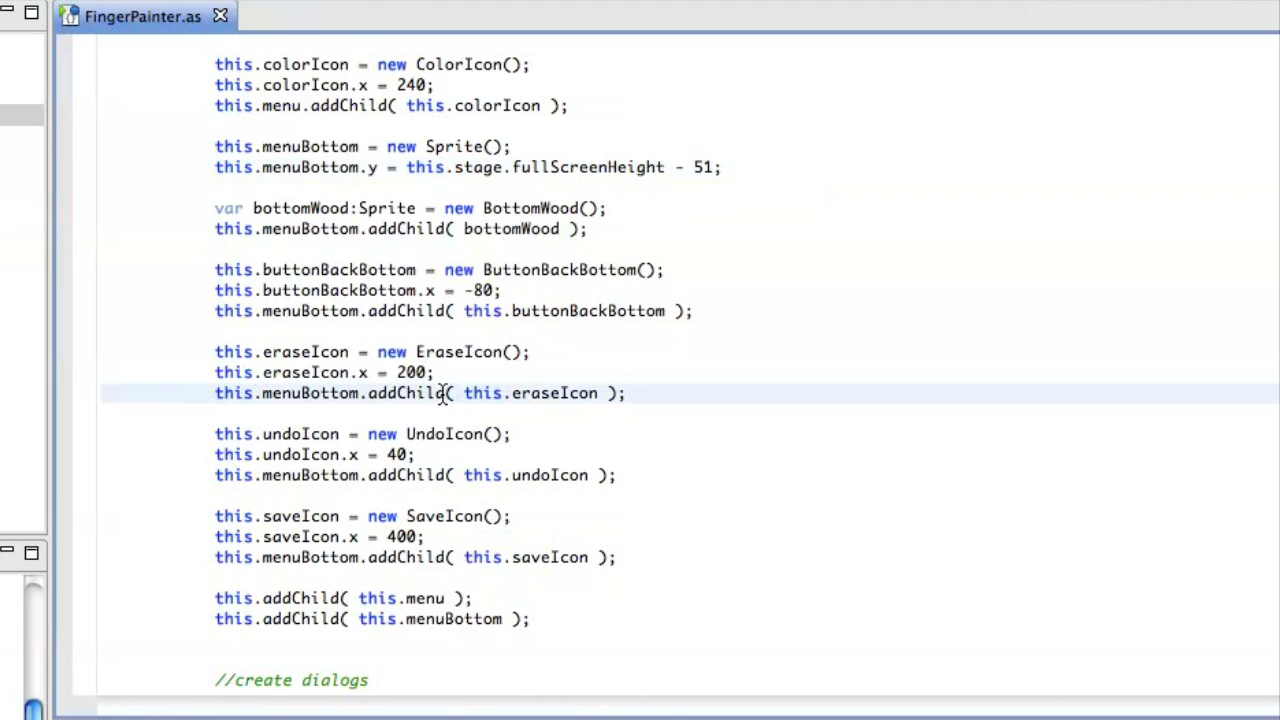 FingerPainter.as
this.colorIcon = new ColorIcon();
this.colorIcon.x = 240;
this.menu.addChild( this.colorIcon );
this.menuBottom = new Sprite();
this.menuBottom.y = this.stage.fullScreenHeight - 51;
var bottomWood:Sprite = new BottomWood();
this.menuBottom.addChild( bottomWood );
this.buttonBackBottom = new ButtonBackBottom();
this.buttonBackBottom.x = -80;
this.menuBottom.addChild( this.buttonBackBottom );
this.eraseIcon = new EraseIcon();
this.eraseIcon.x = 200;
this.menuBottom.addChild( this.eraseIcon );
this.undoIcon = new UndoIcon();
this.undoIcon.x = 40;
this.menuBottom.addChild( this.undoIcon );
this.saveIcon = new SaveIcon();
this.saveIcon.x = 400;
this.menuBottom.addChild( this.saveIcon );
this.addChild( this.menu );
this.addChild( this.menuBottom );
//create dialogs